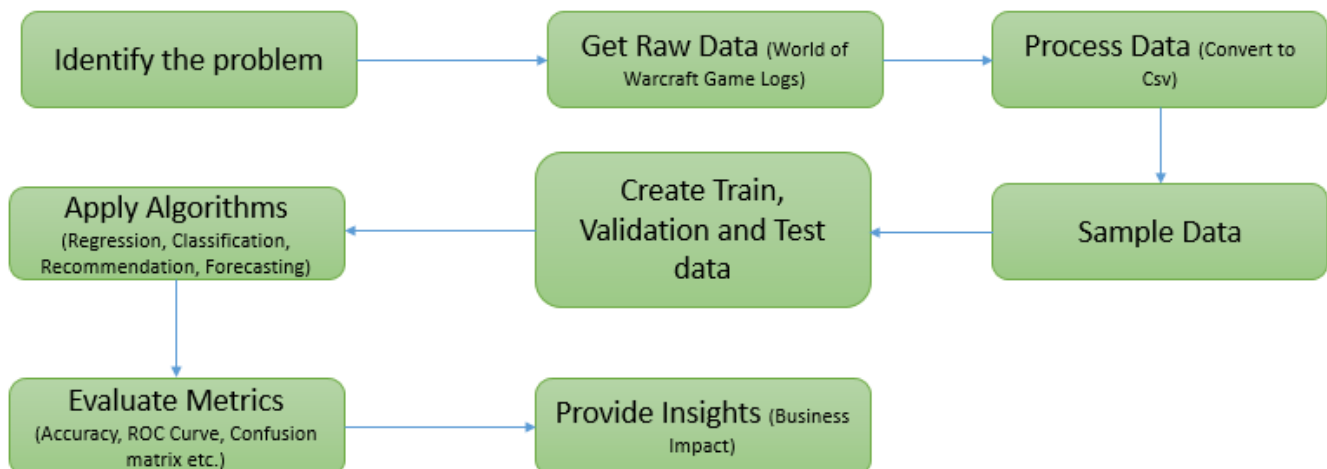 Identify the problem
Get Raw Data (World of
Warcraft Game Logs)
Process Data (Convert to
Csv)
Sample Data
Create Train,
Validation and Test
data
Apply Algorithms
(Regression, Classification,
Recommendation, Forecasting)
Evaluate Metrics
(Accuracy, ROC Curve, Confusion
matrix etc.)
Provide Insights (Business
Impact)